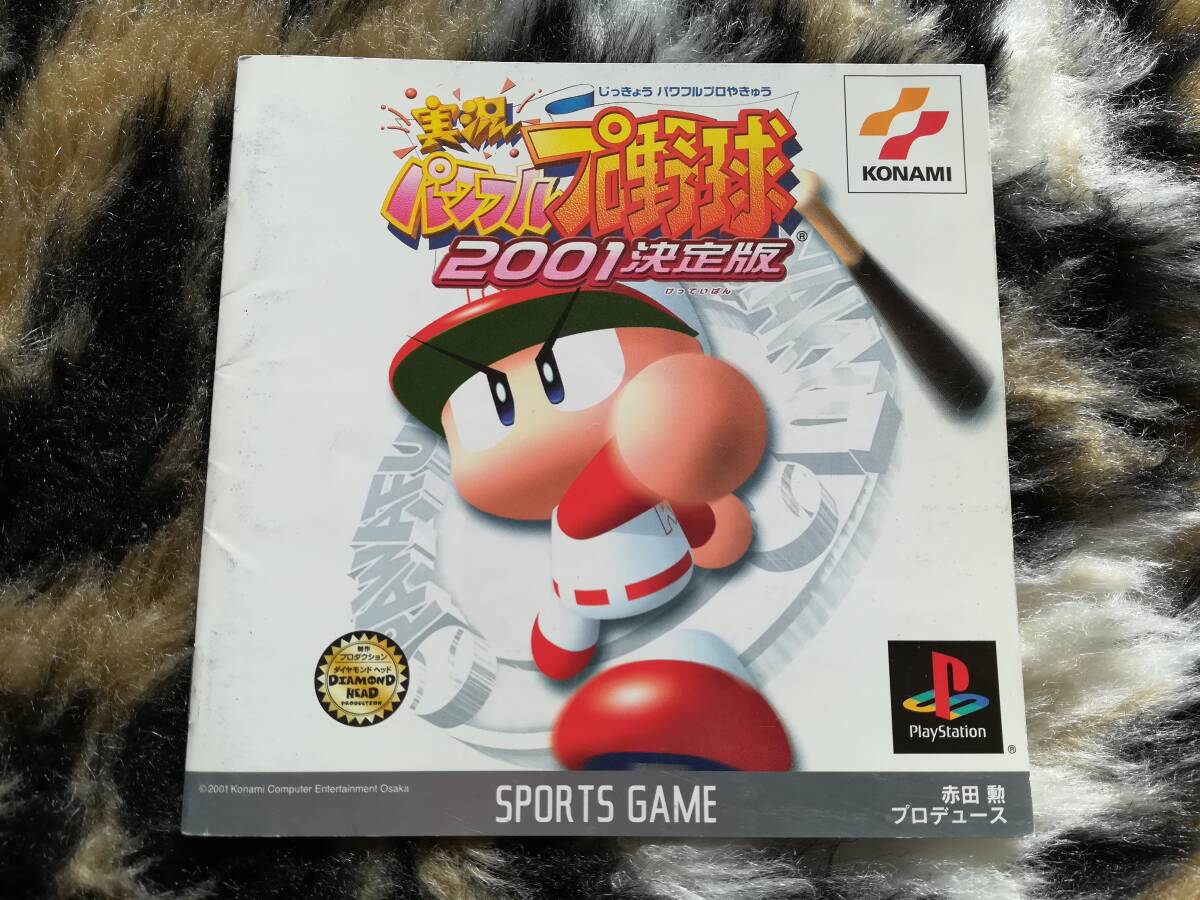 じっきょう パワフルプロやきゅう
実況
パワフルプロ野球®
2001決定版
けっていばん
KONAMI
制作
プロダクション
ダイヤモンド ヘッド
DIAMOND
HEAD
PRODUCTION
PlayStation
®
© 2001 Konami Computer Entertainment Osaka
SPORTS GAME
赤田 勲
プロデュース